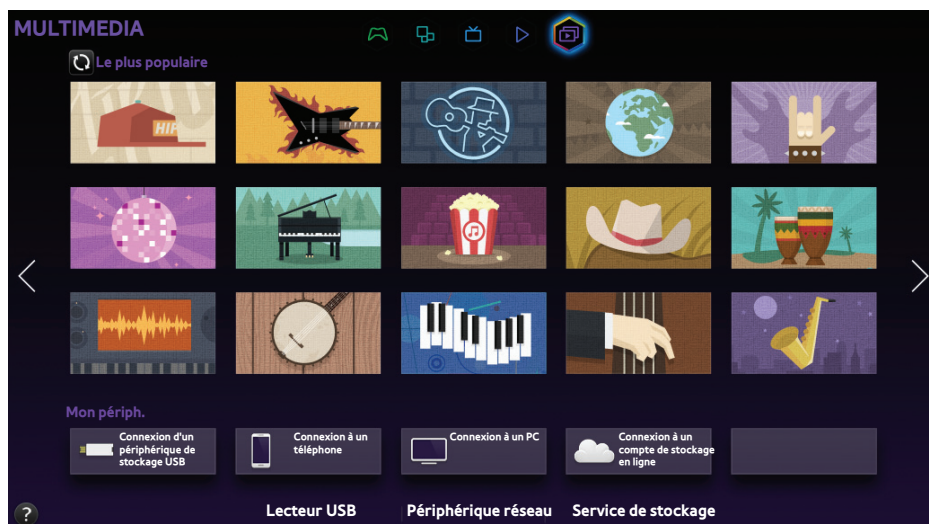 MULTIMEDIA
Le plus populaire
HIP
Mon périph.
Connexion d'un
périphérique de
stockage USB
Connexion à un
téléphone
Connexion à un PC
Connexion à un
compte de stockage
en ligne
?
Lecteur USB
Périphérique réseau
Service de stockage